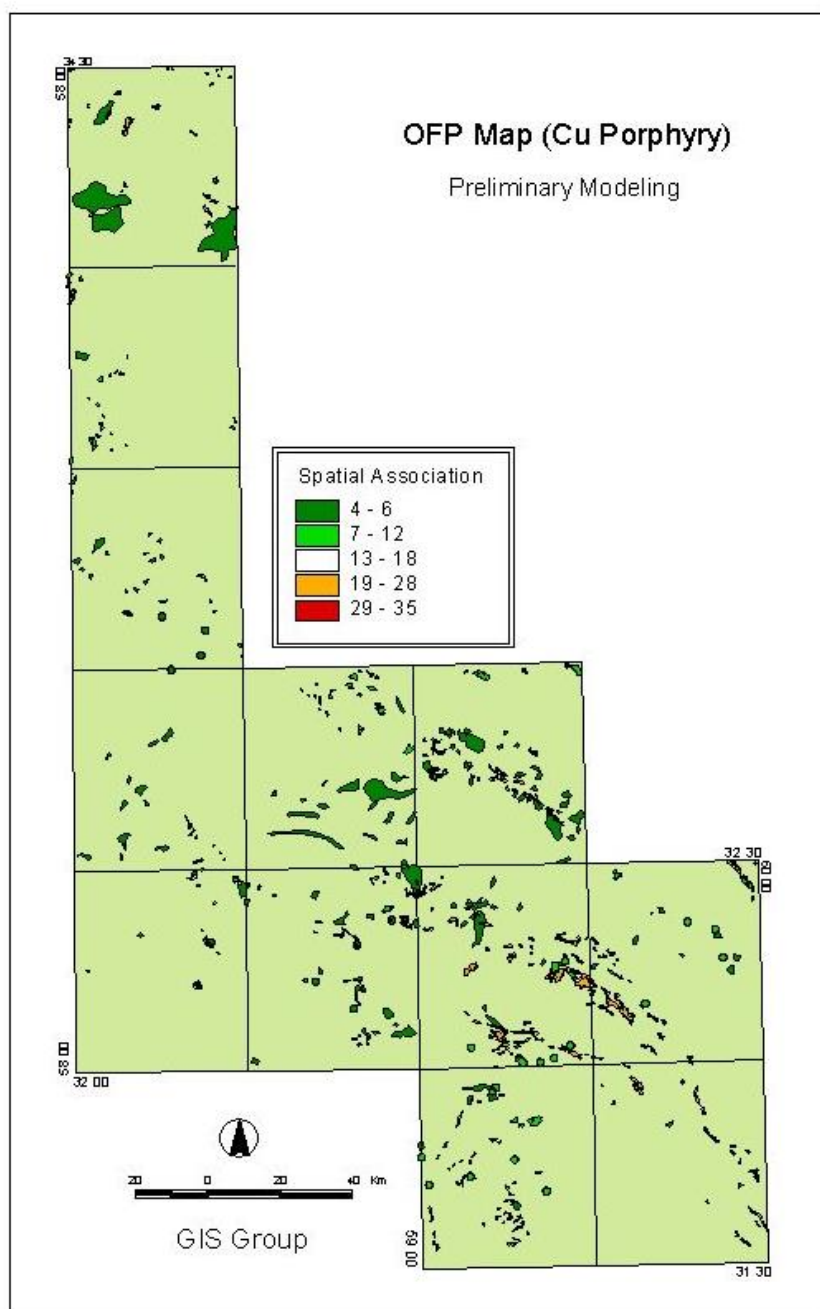 34 30
58 00
OFP Map (Cu Porphyry)
Preliminary Modeling
Spatial Association
4 - 6
7 - 12
13 - 18
19 - 28
29 - 35
32 30
60 00
58 00
32 00
20 0 20 40 Km
GIS Group
59 00
31 30